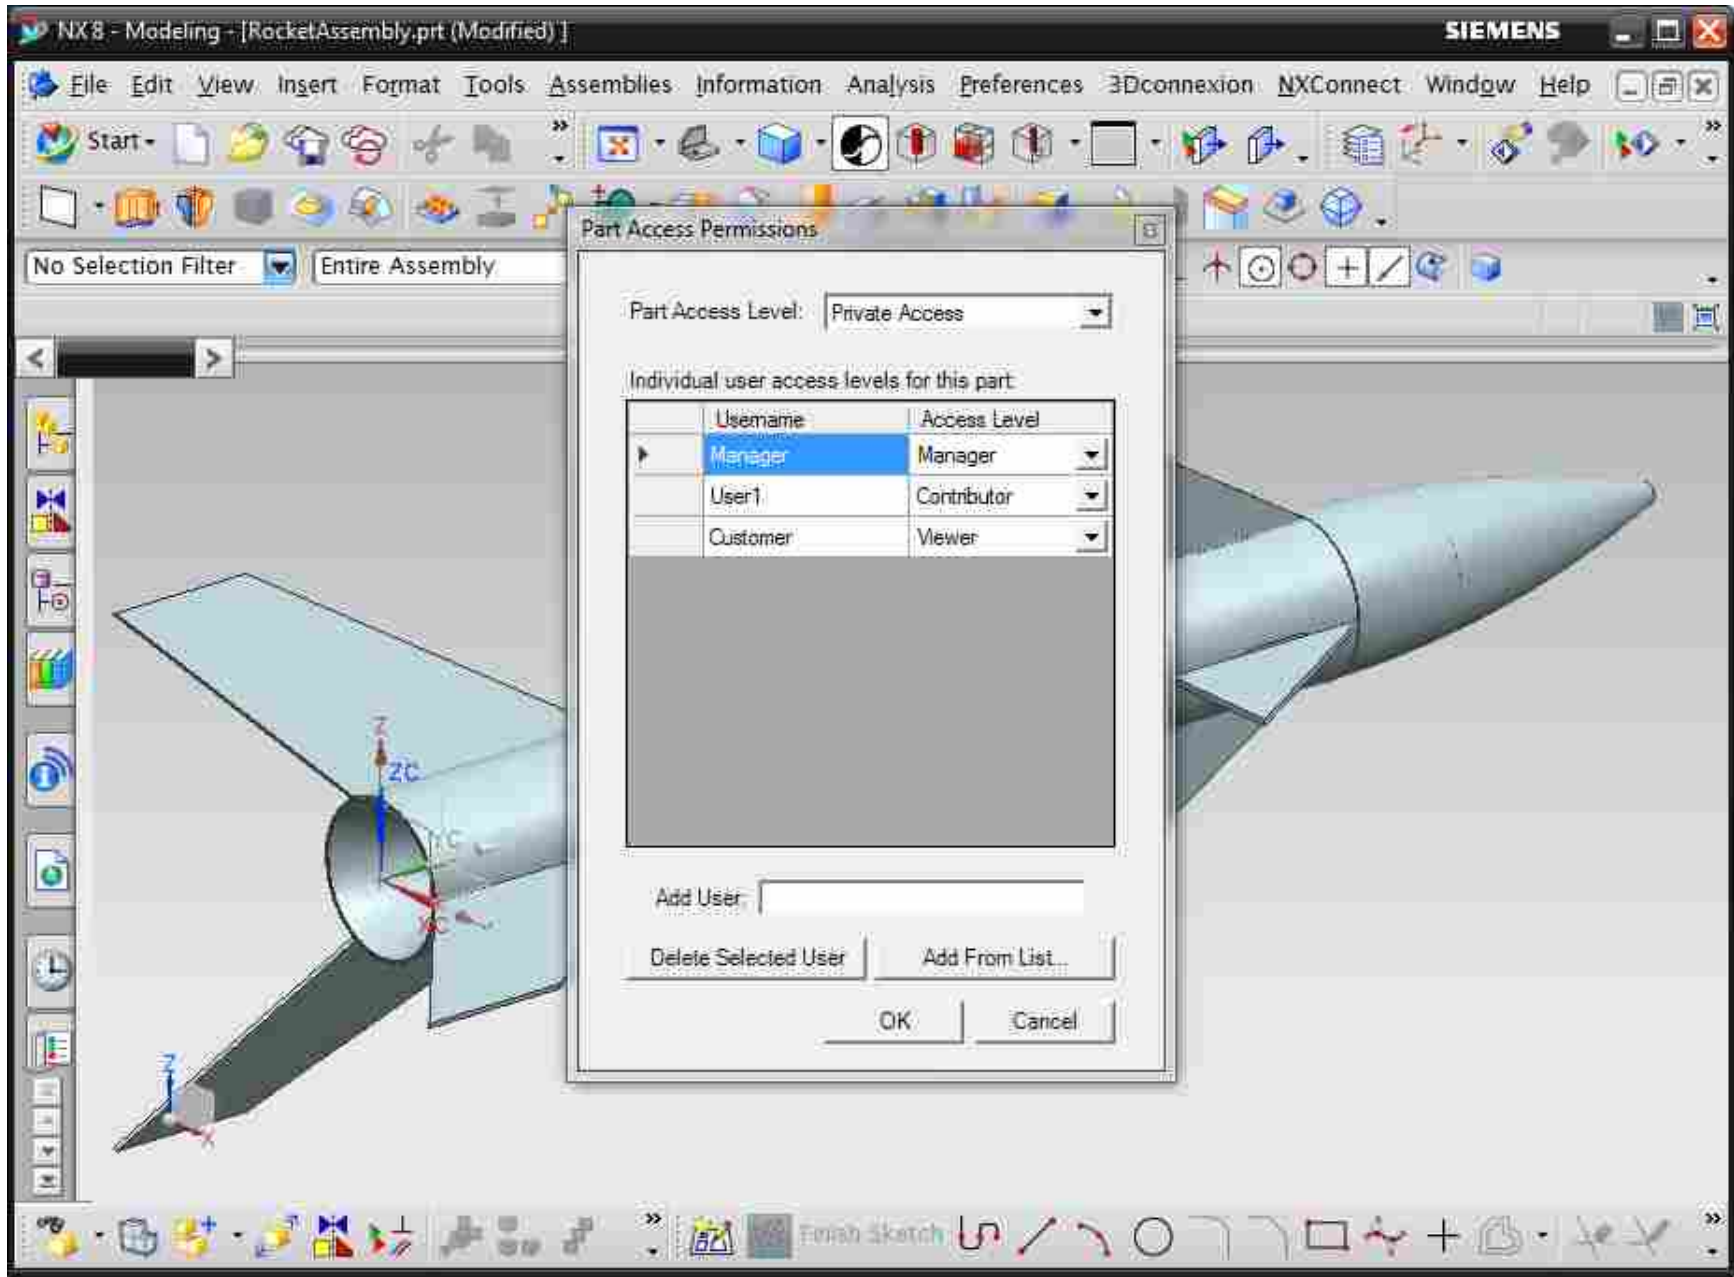 NX 8 - Modeling - [RocketAssembly.prt (Modified) ]
SIEMENS
File Edit View Insert Format Tools Assemblies Information Analysis Preferences 3Dconnexion NXConnect Window Help
Start
No Selection Filter
Entire Assembly
Part Access Permissions
Part Access Level: Private Access
Individual user access levels for this part:
Username Access Level
Manager Manager
User1 Contributor
Customer Viewer
Add User:
Delete Selected User
Add From List...
OK
Cancel
Z
ZC
YC
XC
Z
X
Finish Sketch